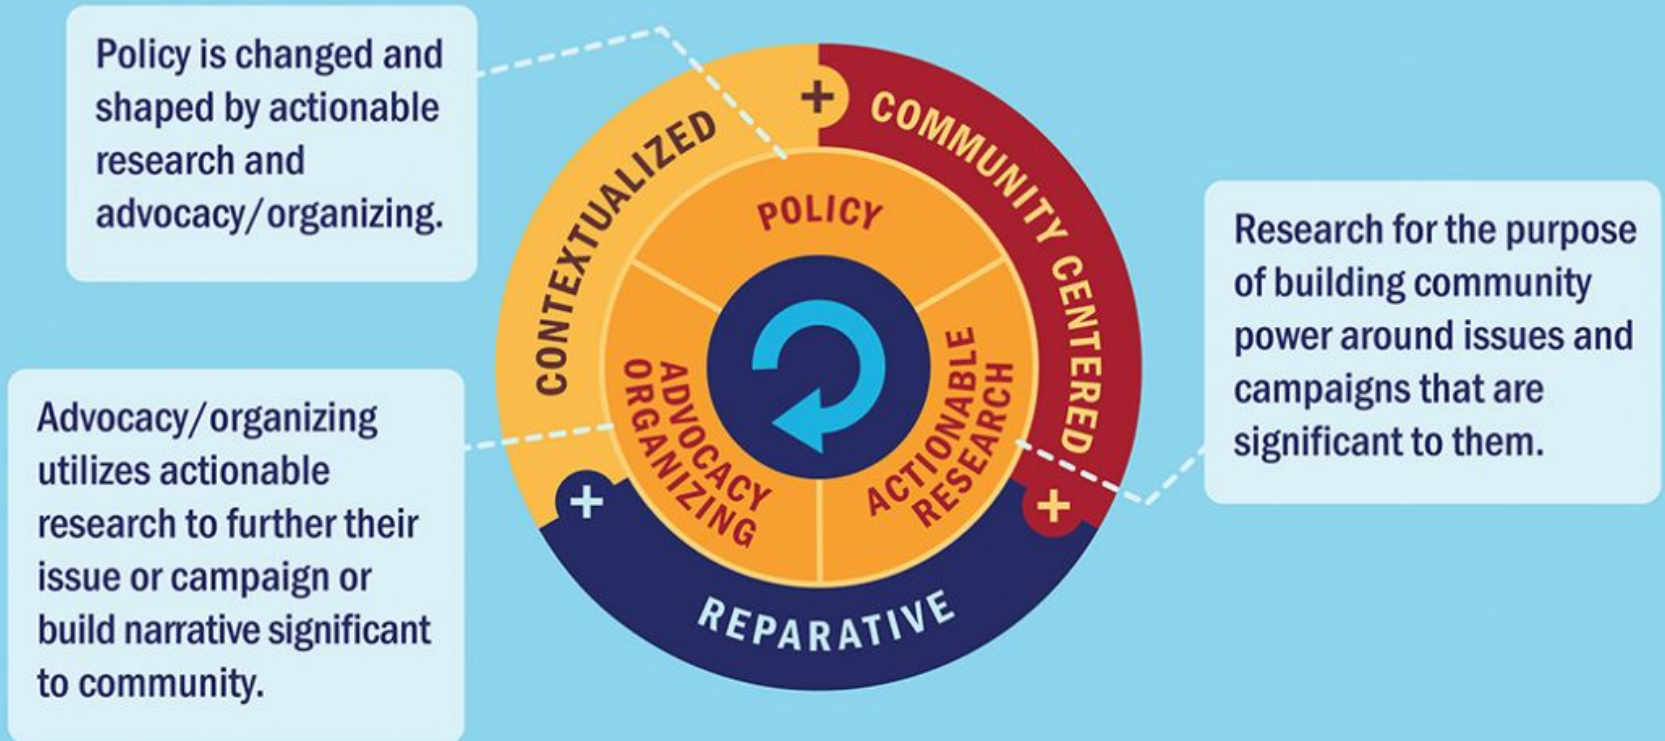 Policy is changed and
shaped by actionable
research and
advocacy/organizing.
Advocacy/organizing
utilizes actionable
research to further their
issue or campaign or
build narrative significant
to community.
CONTEXTUALIZED
+
COMMUNITY CENTERED
+
REPARATIVE
+
POLICY
ACTIONABLE
RESEARCH
ADVOCACY
ORGANIZING
Research for the purpose
of building community
power around issues and
campaigns that are
significant to them.